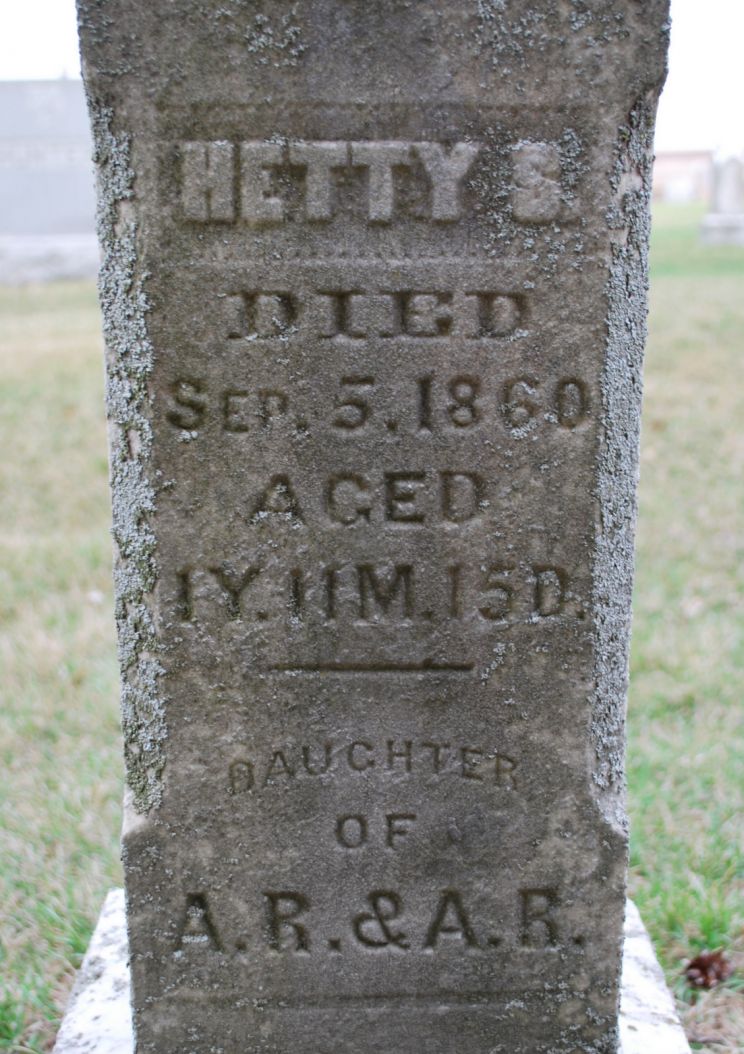 HETTY S.
DIED
SEP. 5. 1860
AGED
1Y. 11M. 15D.
DAUGHTER
OF
A.R. & A.R.